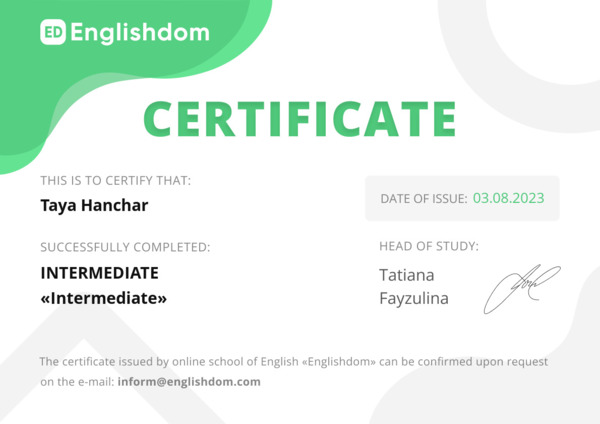 ED Englishdom
CERTIFICATE
THIS IS TO CERTIFY THAT:
Taya Hanchar
DATE OF ISSUE: 03.08.2023
SUCCESSFULLY COMPLETED:
INTERMEDIATE
«Intermediate»
HEAD OF STUDY:
Tatiana
Fayzulina
The certificate issued by online school of English «Englishdom» can be confirmed upon request
on the e-mail: inform@englishdom.com